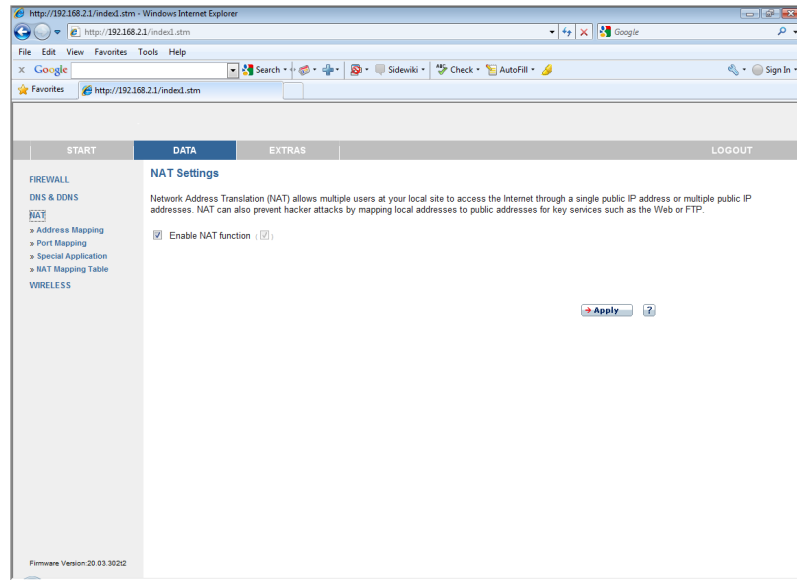 http://192.168.2.1/index1.stm - Windows Internet Explorer
http://192.168.2.1/index1.stm
Google
File Edit View Favorites Tools Help
x Google Search Sidewiki Check AutoFill Sign In
Favorites http://192.168.2.1/index1.stm
START DATA EXTRAS LOGOUT
NAT Settings
Network Address Translation (NAT) allows multiple users at your local site to access the Internet through a single public IP address or multiple public IP
addresses. NAT can also prevent hacker attacks by mapping local addresses to public addresses for key services such as the Web or FTP.
Enable NAT function ( )
Apply ?
FIREWALL
DNS & DDNS
NAT
» Address Mapping
» Port Mapping
» Special Application
» NAT Mapping Table
WIRELESS
Firmware Version:20.03.302t2